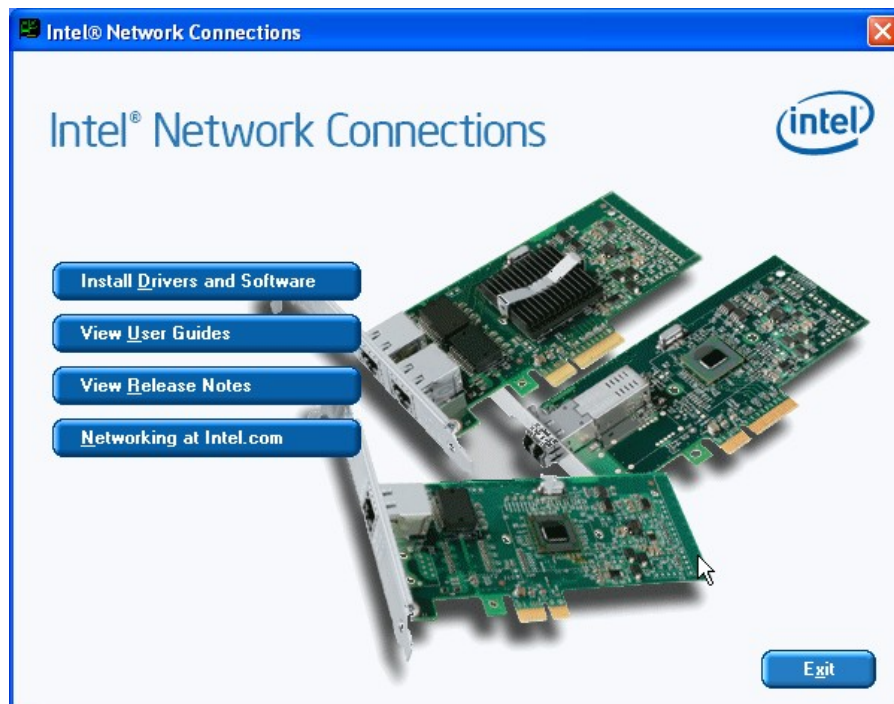 Intel® Network Connections
Intel® Network Connections
intel
Install Drivers and Software
View User Guides
View Release Notes
Networking at Intel.com
Exit